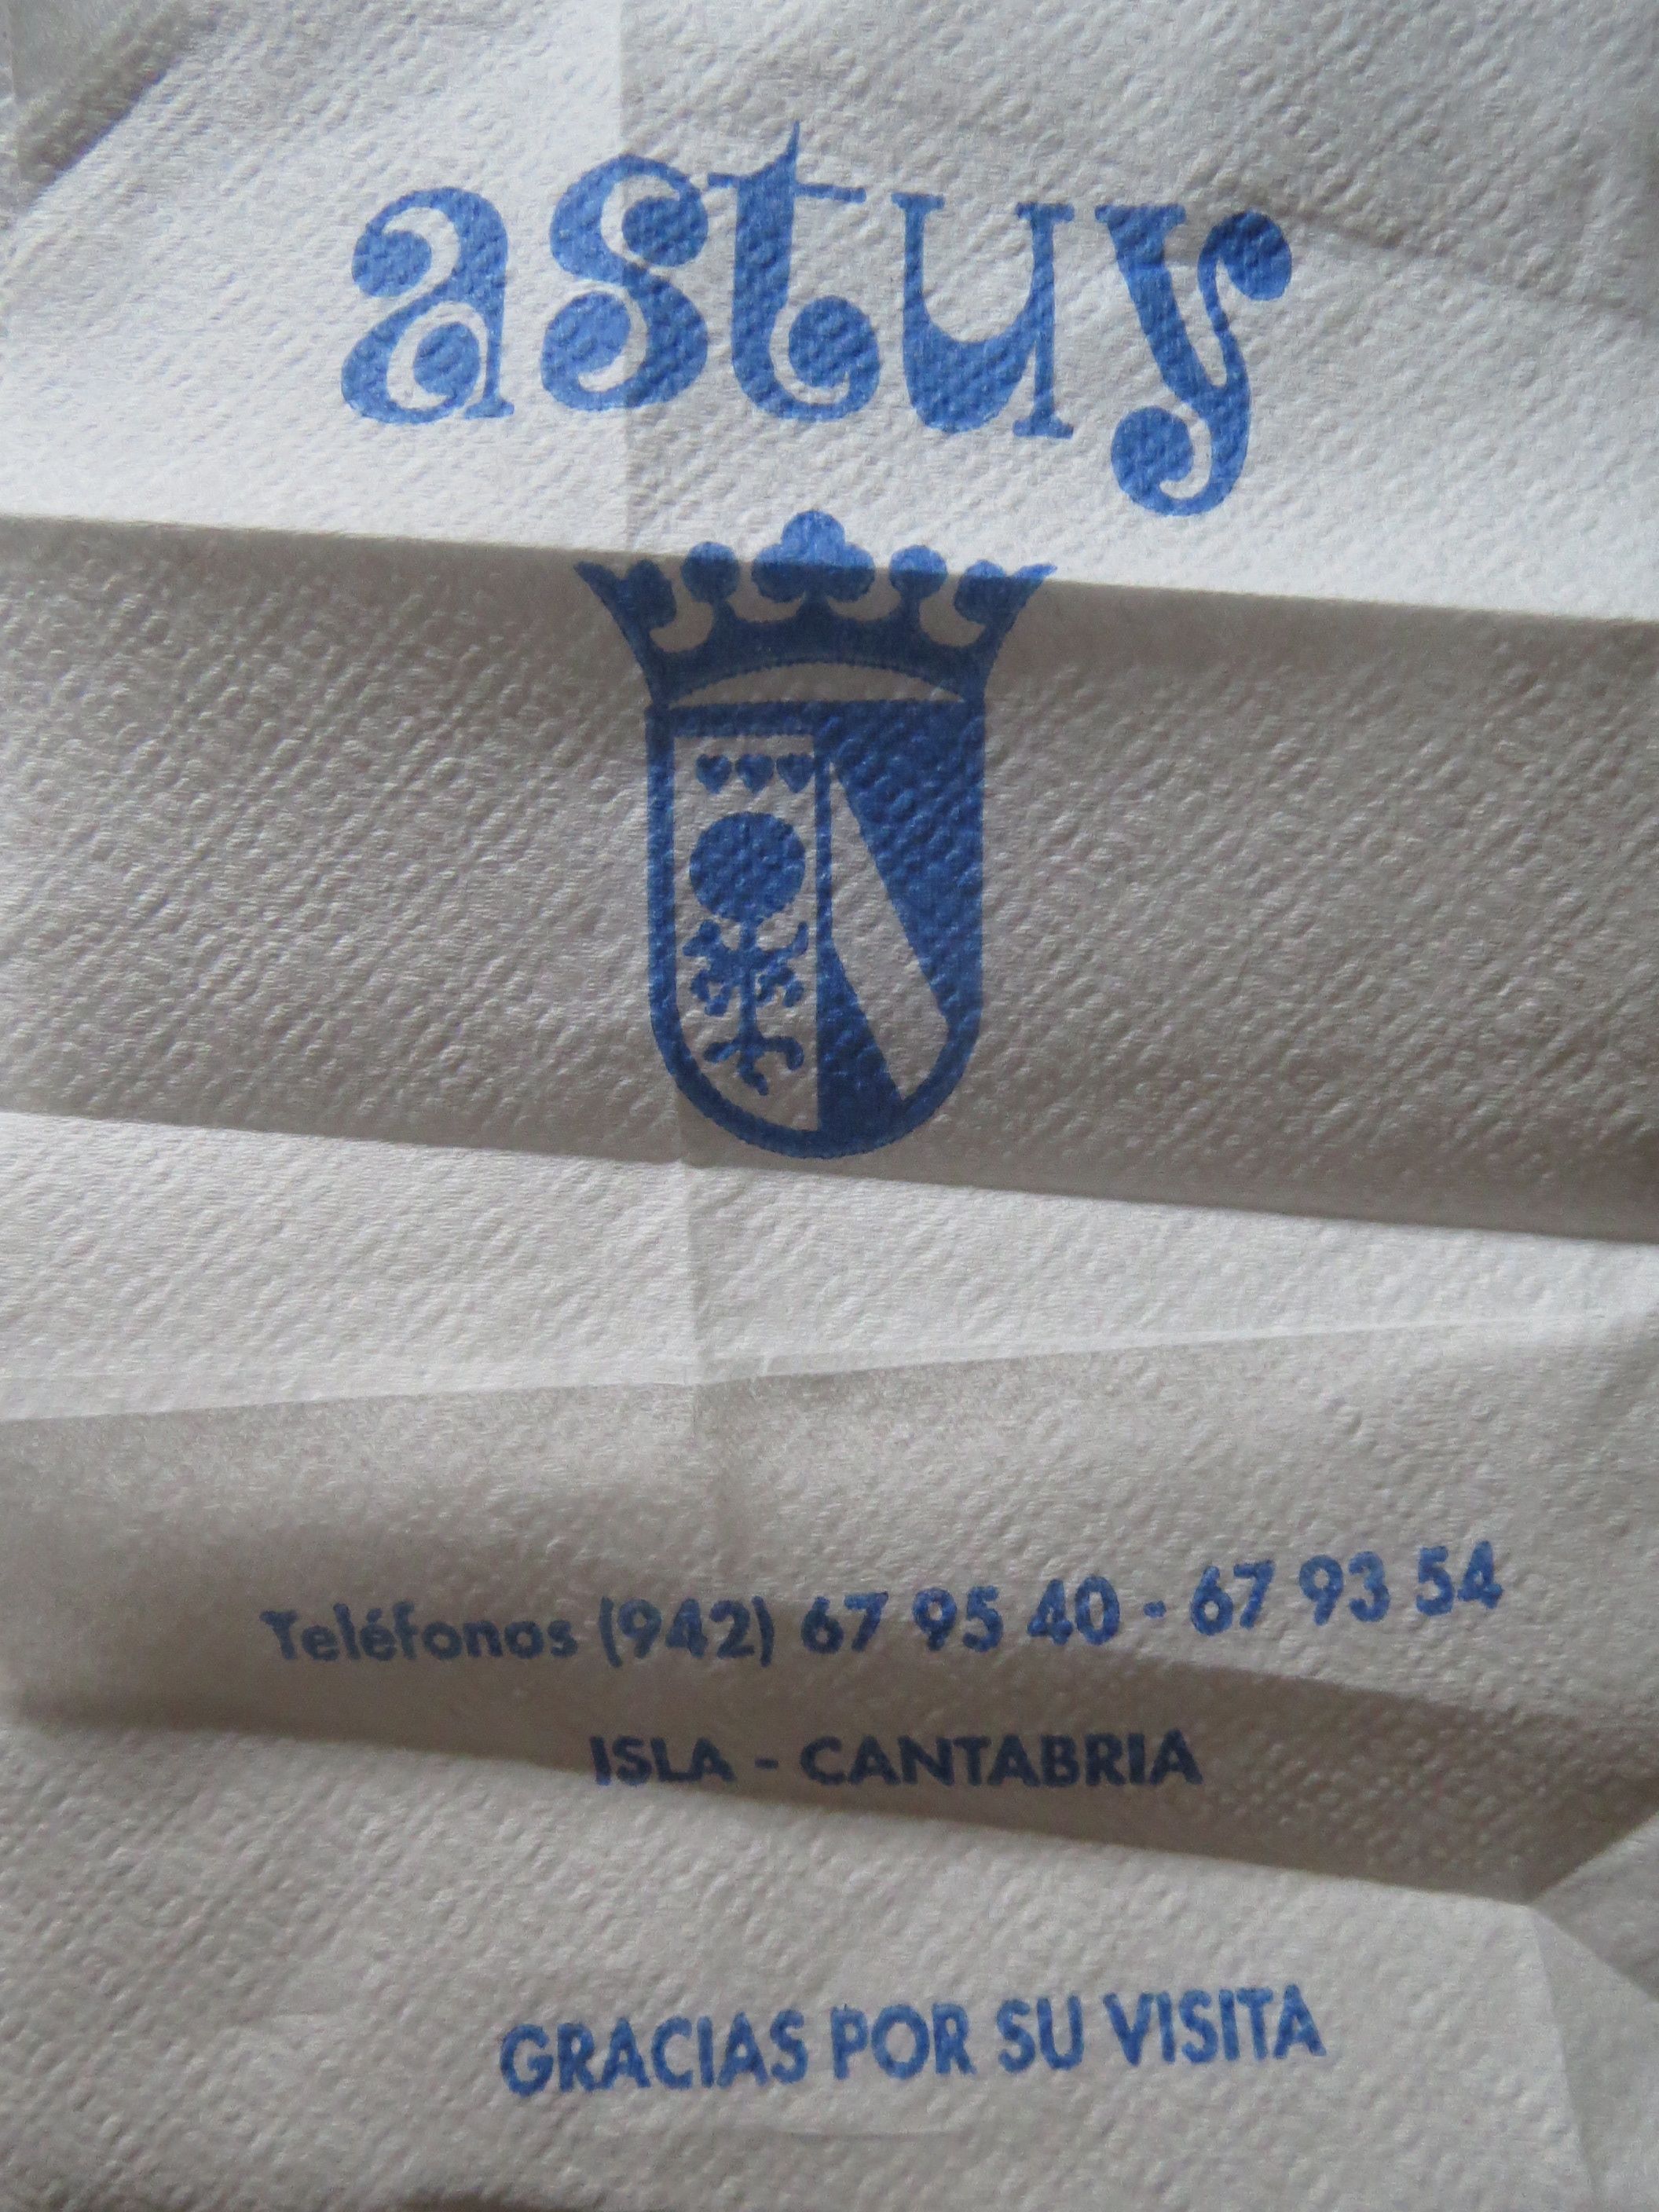 astuy
Teléfonos (942) 67 95 40 - 67 93 54
ISLA - CANTABRIA
GRACIAS POR SU VISITA